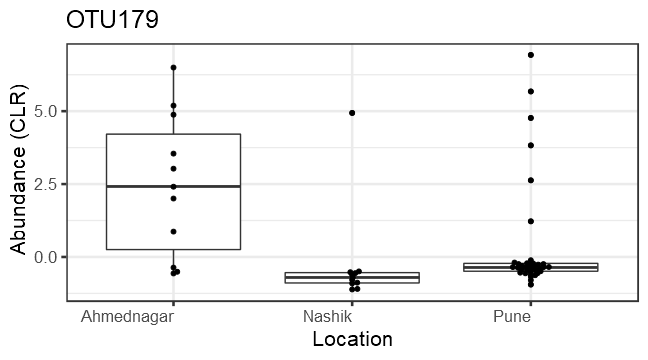 OTU179
Abundance (CLR)
5.0
2.5
0.0
Ahmednagar
Nashik
Pune
Location